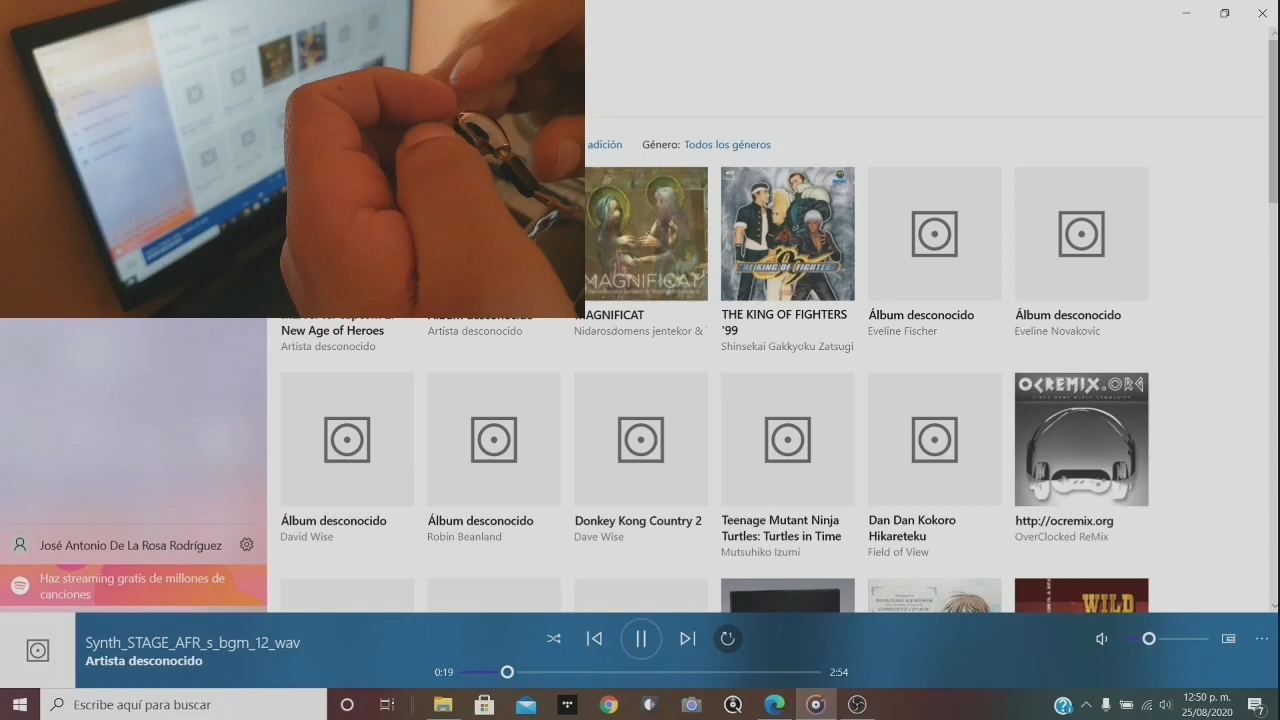 adición Género: Todos los géneros
MAGNIFICAT
THE KING OF FIGHTERS
New Age of Heroes
Artista desconocido
Artista desconocido
MAGNIFICAT
Nidarosdomens jentekor &
THE KING OF FIGHTERS
'99
Shinsekai Gakkyoku Zatsugi
Álbum desconocido
Eveline Fischer
Álbum desconocido
Eveline Novakovic
OCREMIX.ORG
Álbum desconocido
David Wise
Álbum desconocido
Robin Beanland
Donkey Kong Country 2
Dave Wise
Teenage Mutant Ninja
Turtles: Turtles in Time
Mutsuhiko Izumi
Dan Dan Kokoro
Hikareteku
Field of View
http://ocremix.org
OverClocked ReMix
WILD
José Antonio De La Rosa Rodríguez
Haz streaming gratis de millones de
canciones
Synth_STAGE_AFR_s_bgm_12_wav
Artista desconocido
0:19
2:54
Escribe aquí para buscar
12:50 p. m.
25/08/2020
7